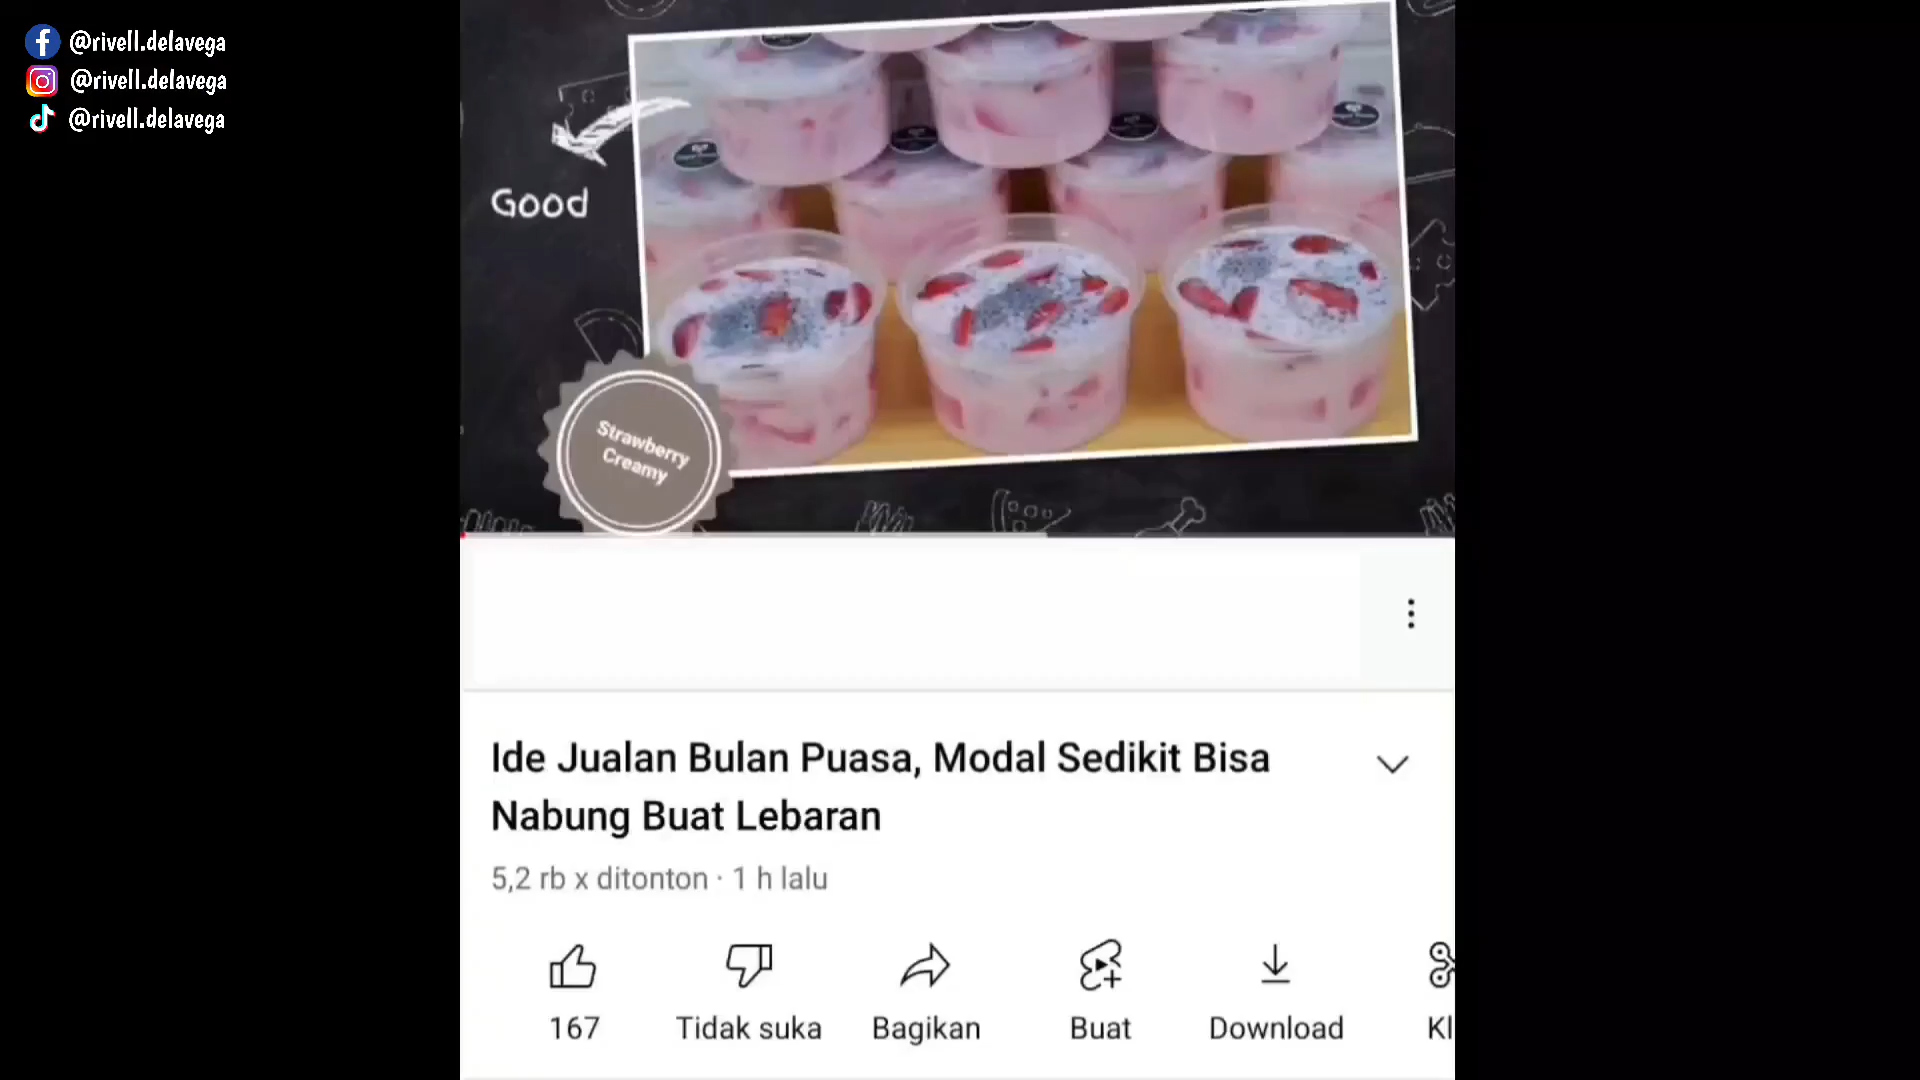 @rivell.delavega
@rivell.delavega
@rivell.delavega
Good
Strawberry
Creamy
Ide Jualan Bulan Puasa, Modal Sedikit Bisa
Nabung Buat Lebaran
5,2 rb x ditonton · 1 h lalu
167
Tidak suka
Bagikan
Buat
Download
Kl